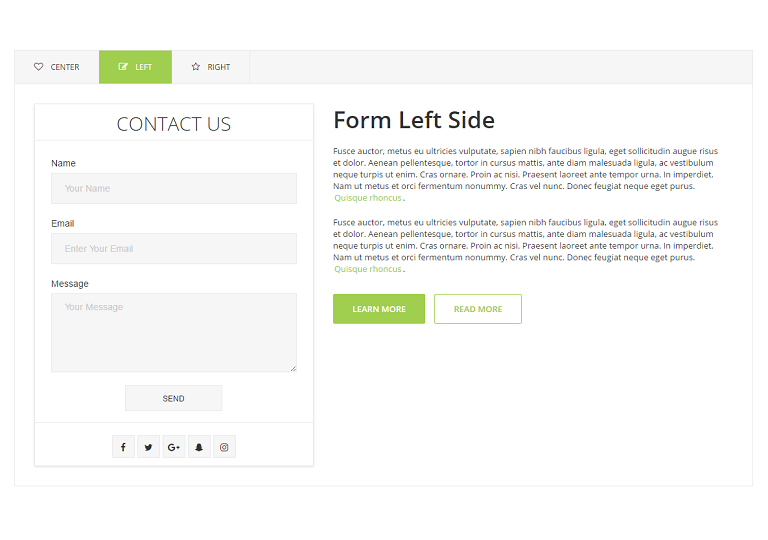 CENTER
LEFT
RIGHT
CONTACT US
Name
Your Name
Email
Enter Your Email
Message
Your Message
SEND
G+
Form Left Side
Fusce auctor, metus eu ultricies vulputate, sapien nibh faucibus ligula, eget sollicitudin augue risus
et dolor. Aenean pellentesque, tortor in cursus mattis, ante diam malesuada ligula, ac vestibulum
neque turpis ut enim. Cras ornare. Proin ac nisi. Praesent laoreet ante tempor urna. In imperdiet.
Nam ut metus et orci fermentum nonummy. Cras vel nunc. Donec feugiat neque eget purus.
Quisque rhoncus.
Fusce auctor, metus eu ultricies vulputate, sapien nibh faucibus ligula, eget sollicitudin augue risus
et dolor. Aenean pellentesque, tortor in cursus mattis, ante diam malesuada ligula, ac vestibulum
neque turpis ut enim. Cras ornare. Proin ac nisi. Praesent laoreet ante tempor urna. In imperdiet.
Nam ut metus et orci fermentum nonummy. Cras vel nunc. Donec feugiat neque eget purus.
Quisque rhoncus.
LEARN MORE
READ MORE